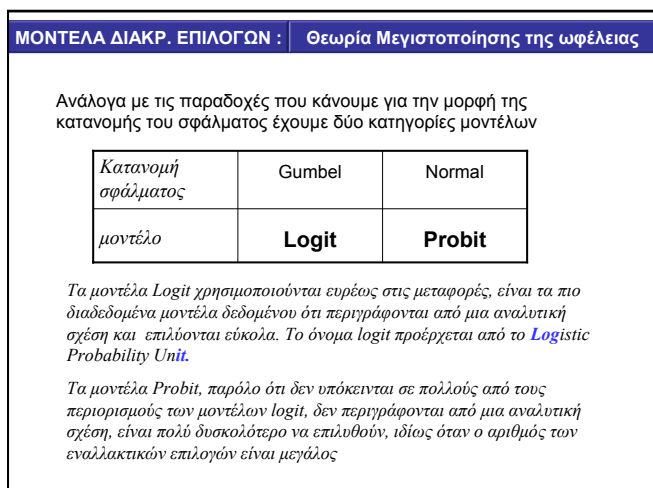 ΜΟΝΤΕΛΑ ΔΙΑΚΡ. ΕΠΙΛΟΓΩΝ : Θεωρία Μεγιστοποίησης της ωφέλειας
Ανάλογα με τις παραδοχές που κάνουμε για την μορφή της
κατανομής του σφάλματος έχουμε δύο κατηγορίες μοντέλων
Κατανομή σφάλματος Gumbel Normal
μοντέλο Logit Probit
Τα μοντέλα Logit χρησιμοποιούνται ευρέως στις μεταφορές, είναι τα πιο
διαδεδομένα μοντέλα δεδομένου ότι περιγράφονται από μια αναλυτική
σχέση και επιλύονται εύκολα. Το όνομα logit προέρχεται από το Logistic
Probability Unit.
Τα μοντέλα Probit, παρόλο ότι δεν υπόκεινται σε πολλούς από τους
περιορισμούς των μοντέλων logit, δεν περιγράφονται από μια αναλυτική
σχέση, είναι πολύ δυσκολότερο να επιλυθούν, ιδίως όταν ο αριθμός των
εναλλακτικών επιλογών είναι μεγάλος